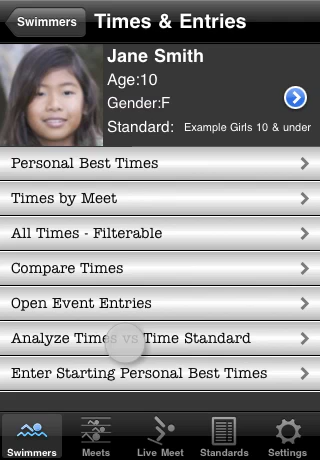 Swimmers
Times & Entries
Jane Smith
Age:10
Gender:F
Standard: Example Girls 10 & under
Personal Best Times
Times by Meet
All Times - Filterable
Compare Times
Open Event Entries
Analyze Times vs Time Standard
Enter Starting Personal Best Times
Swimmers Meets Live Meet Standards Settings